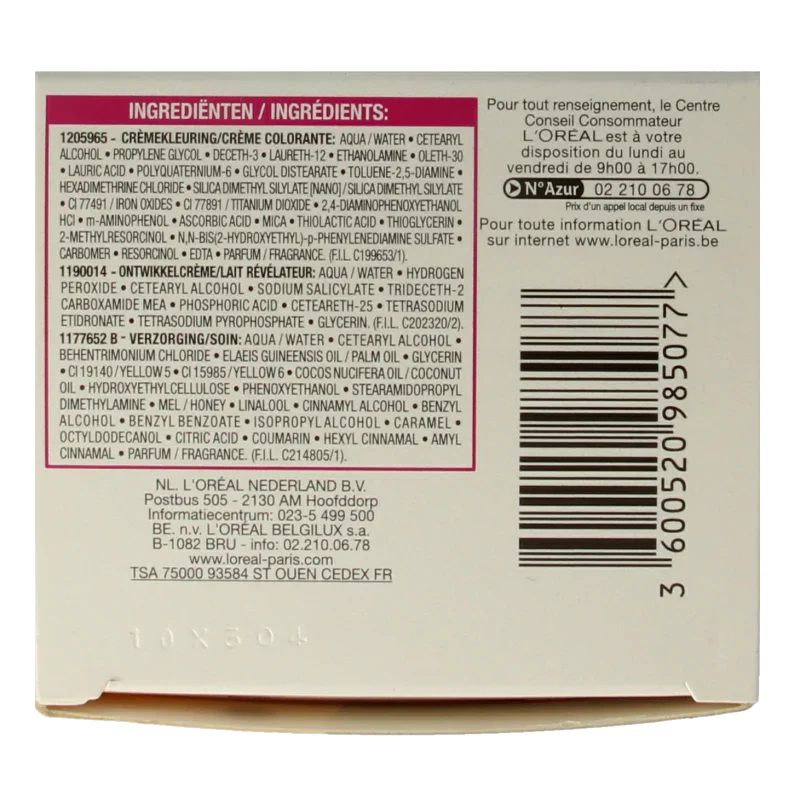 INGREDIËNTEN / INGRÉDIENTS:
1205965 - CRÈMEKLEURING/CRÈME COLORANTE: AQUA / WATER • CETEARYL
ALCOHOL • PROPYLENE GLYCOL • DECETH-3 • LAURETH-12 • ETHANOLAMINE • OLETH-30
• LAURIC ACID • POLYQUATERNIUM-6 • GLYCOL DISTEARATE • TOLUENE-2,5-DIAMINE •
HEXADIMETHRINE CHLORIDE • SILICA DIMETHYL SILYLATE [NANO] / SILICA DIMETHYL SILYLATE
• CI 77491 / IRON OXIDES • CI 77891 / TITANIUM DIOXIDE • 2,4-DIAMINOPHENOXYETHANOL
HCl • m-AMINOPHENOL • ASCORBIC ACID • MICA • THIOLACTIC ACID • THIOGLYCERIN •
2-METHYLRESORCINOL • N,N-BIS(2-HYDROXYETHYL)-p-PHENYLENEDIAMINE SULFATE •
CARBOMER • RESORCINOL • EDTA • PARFUM / FRAGRANCE. (F.I.L. C199653/1).
1190014 - ONTWIKKELCRÈME/LAIT RÉVÉLATEUR: AQUA / WATER • HYDROGEN
PEROXIDE • CETEARYL ALCOHOL • SODIUM SALICYLATE • TRIDECETH-2
CARBOXAMIDE MEA • PHOSPHORIC ACID • CETEARETH-25 • TETRASODIUM
ETIDRONATE • TETRASODIUM PYROPHOSPHATE • GLYCERIN. (F.I.L. C202320/2).
1177652 B - VERZORGING/SOIN: AQUA / WATER • CETEARYL ALCOHOL •
BEHENTRIMONIUM CHLORIDE • ELAEIS GUINEENSIS OIL / PALM OIL • GLYCERIN
• CI 19140 / YELLOW 5 • CI 15985 / YELLOW 6 • COCOS NUCIFERA OIL / COCONUT
OIL • HYDROXYETHYLCELLULOSE • PHENOXYETHANOL • STEARAMIDOPROPYL
DIMETHYLAMINE • MEL / HONEY • LINALOOL • CINNAMYL ALCOHOL • BENZYL
ALCOHOL • BENZYL BENZOATE • ISOPROPYL ALCOHOL • CARAMEL •
OCTYLDODECANOL • CITRIC ACID • COUMARIN • HEXYL CINNAMAL • AMYL
CINNAMAL • PARFUM / FRAGRANCE. (F.I.L. C214805/1).
NL. L'ORÉAL NEDERLAND B.V.
Postbus 505 - 2130 AM Hoofddorp
Informatiecentrum: 023-5 499 500
BE. n.v. L'ORÉAL BELGILUX s.a.
B-1082 BRU - info: 02.210.06.78
www.loreal-paris.com
TSA 75000 93584 ST OUEN CEDEX FR
10X304
Pour tout renseignement, le Centre
Conseil Consommateur
L'ORÉAL est à votre
disposition du lundi au
vendredi de 9h00 à 17h00.
N°Azur 02 210 06 78
Prix d'un appel local depuis un fixe
Pour toute information L'ORÉAL
sur internet www.loreal-paris.be
3 600520 985077 >